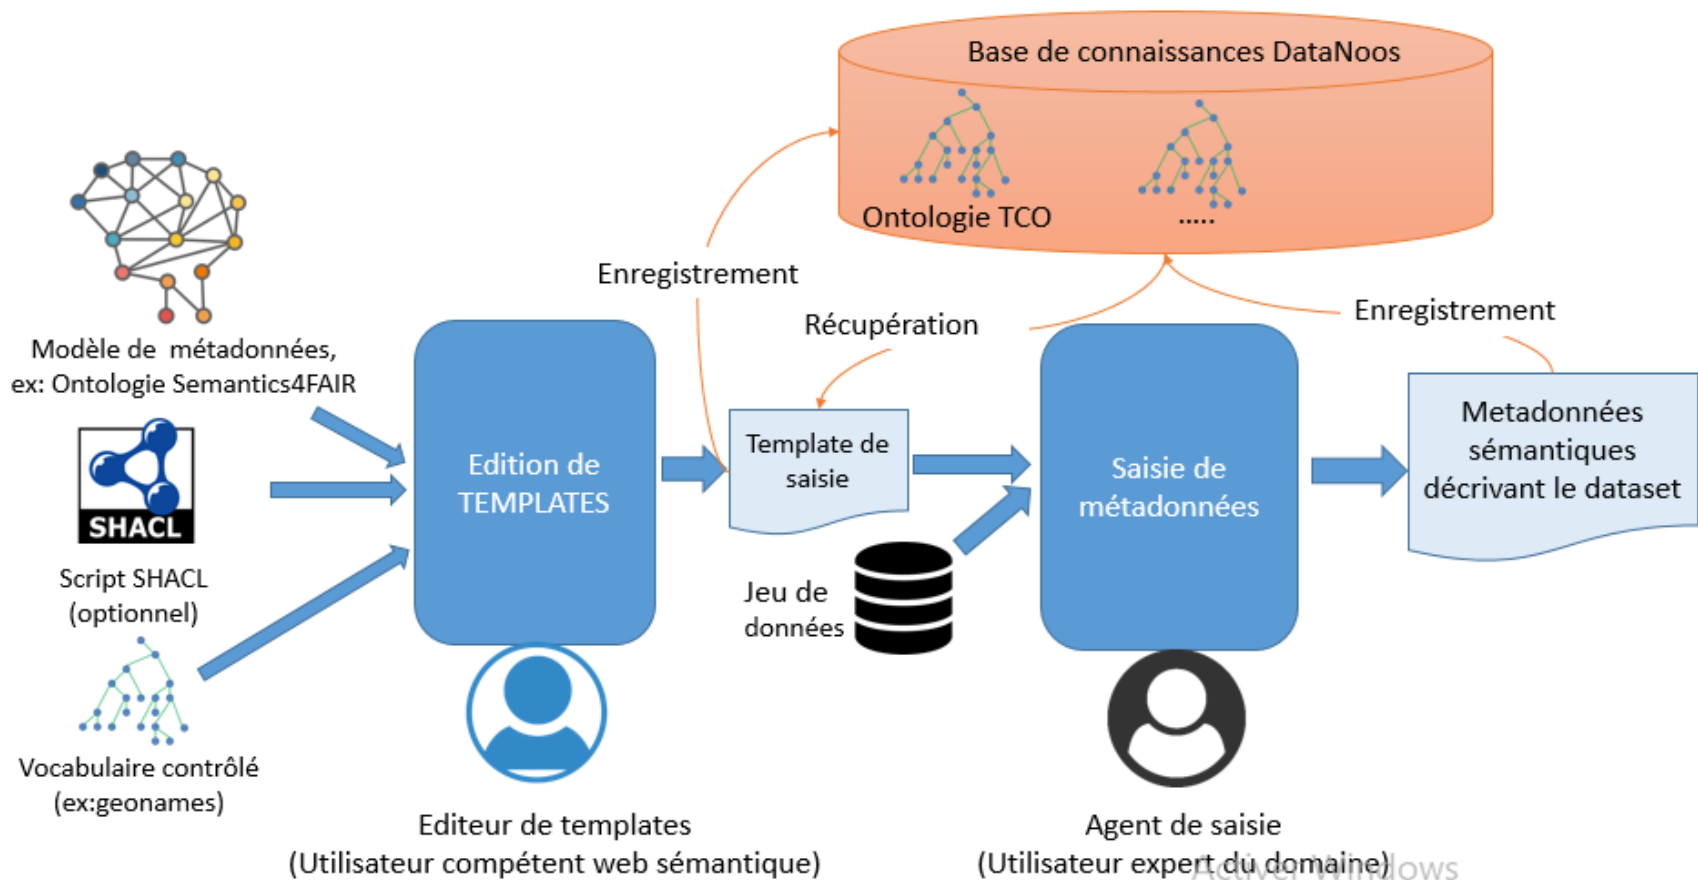 Base de connaissances DataNoos
Ontologie TCO
.....
Enregistrement
Récupération
Enregistrement
Modèle de métadonnées,
ex: Ontologie Semantics4FAIR
SHACL
Script SHACL
(optionnel)
Vocabulaire contrôlé
(ex:geonames)
Edition de
TEMPLATES
Template de
saisie
Jeu de
données
Saisie de
métadonnées
Metadonnées
sémantiques
décrivant le dataset
Editeur de templates
(Utilisateur compétent web sémantique)
Agent de saisie
(Utilisateur expert du domaine)
Activer Windows